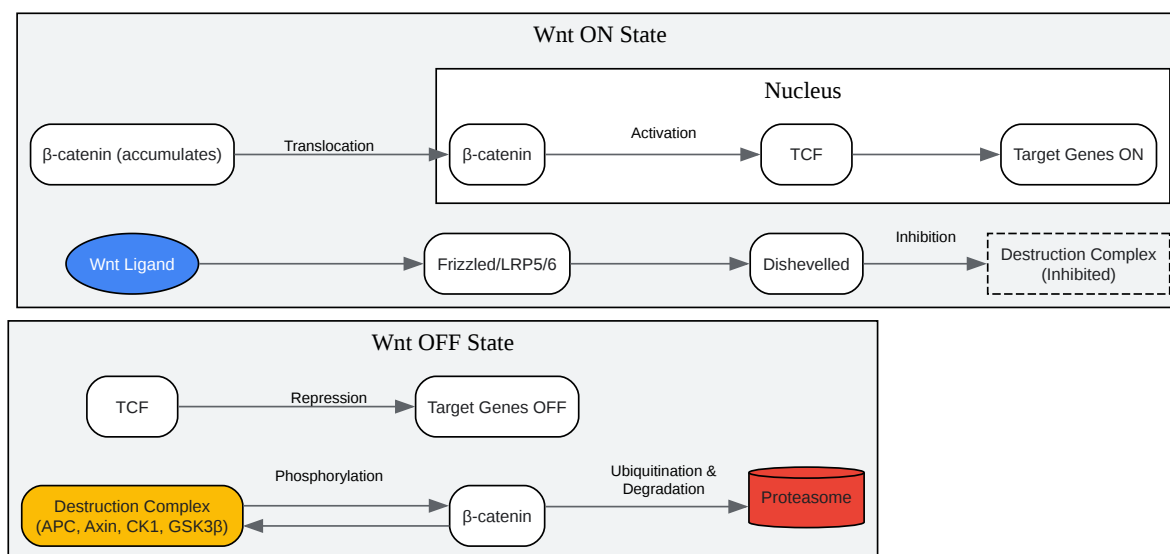 Wnt ON State
Nucleus
β-catenin (accumulates)
Translocation
β-catenin
Activation
TCF
Target Genes ON
Wnt Ligand
Frizzled/LRP5/6
Dishevelled
Inhibition
Destruction Complex
(Inhibited)
Wnt OFF State
TCF
Repression
Target Genes OFF
Destruction Complex
(APC, Axin, CK1, GSK3β)
Phosphorylation
β-catenin
Ubiquitination &
Degradation
Proteasome